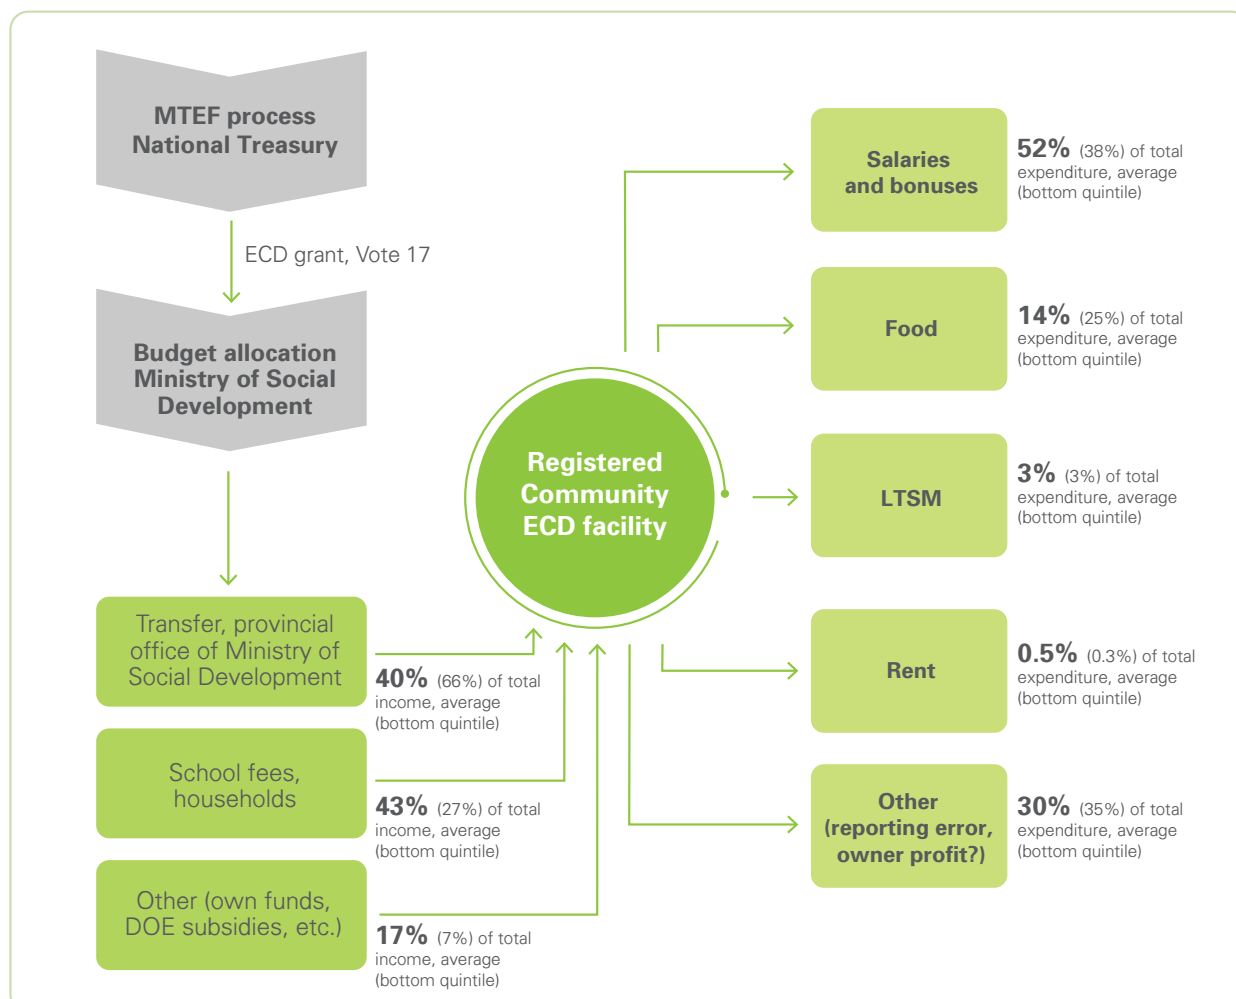 MTEF process
National Treasury
ECD grant, Vote 17
Budget allocation
Ministry of Social
Development
Transfer, provincial
office of Ministry of
Social Development
40% (66%) of total
income, average
(bottom quintile)
School fees,
households
43% (27%) of total
income, average
(bottom quintile)
Other (own funds,
DOE subsidies, etc.)
17% (7%) of total
income, average
(bottom quintile)
Registered
Community
ECD facility
Salaries
and bonuses
52% (38%) of total
expenditure, average
(bottom quintile)
Food
14% (25%) of total
expenditure, average
(bottom quintile)
LTSM
3% (3%) of total
expenditure, average
(bottom quintile)
Rent
0.5% (0.3%) of total
expenditure, average
(bottom quintile)
Other
(reporting error,
owner profit?)
30% (35%) of total
expenditure, average
(bottom quintile)